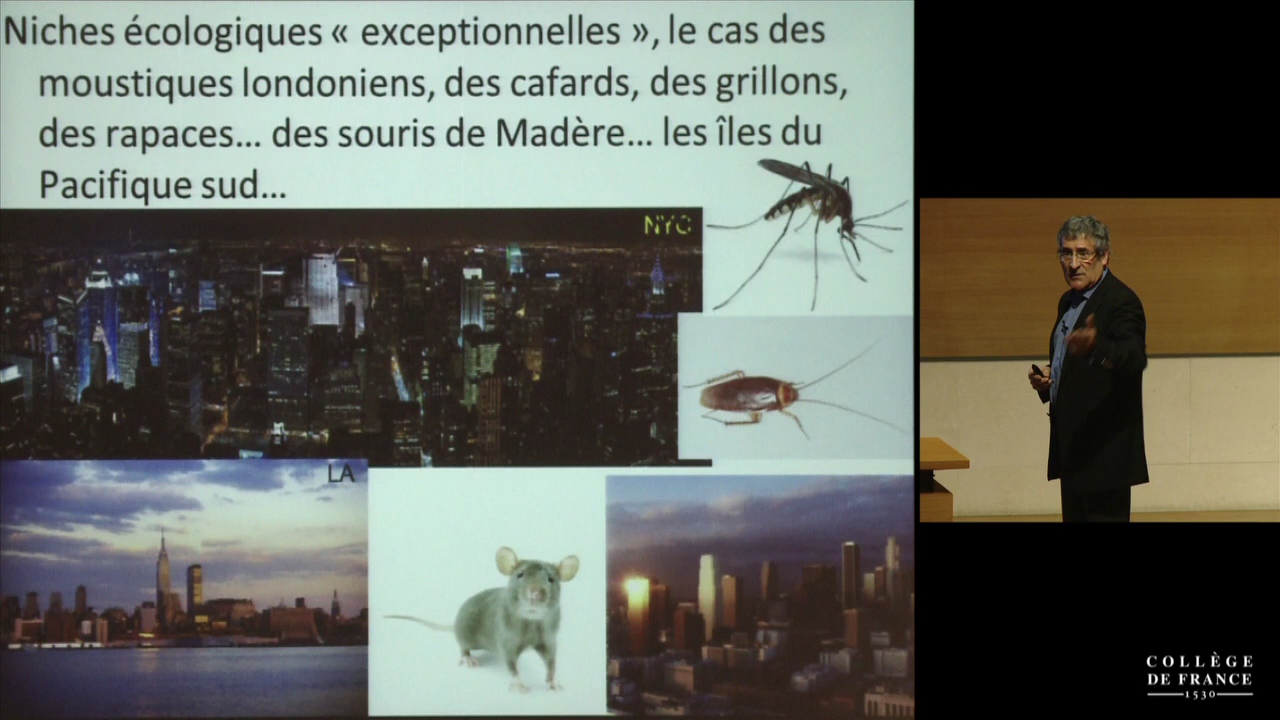 Niches écologiques « exceptionnelles », le cas des
moustiques londoniens, des cafards, des grillons,
des rapaces... des souris de Madère... les îles du
Pacifique sud...
NYC
LA
COLLÈGE
DE FRANCE
1530